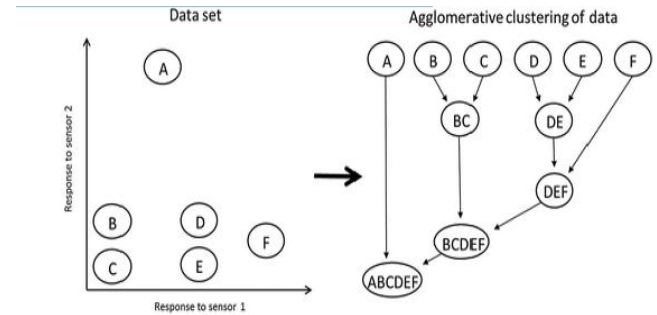 Data set
Agglomerative clustering of data
A
A B C D E F
Response to sensor 2
BC DE
DEF
B D
F
C E
BCDEF
ABCDEF
Response to sensor 1